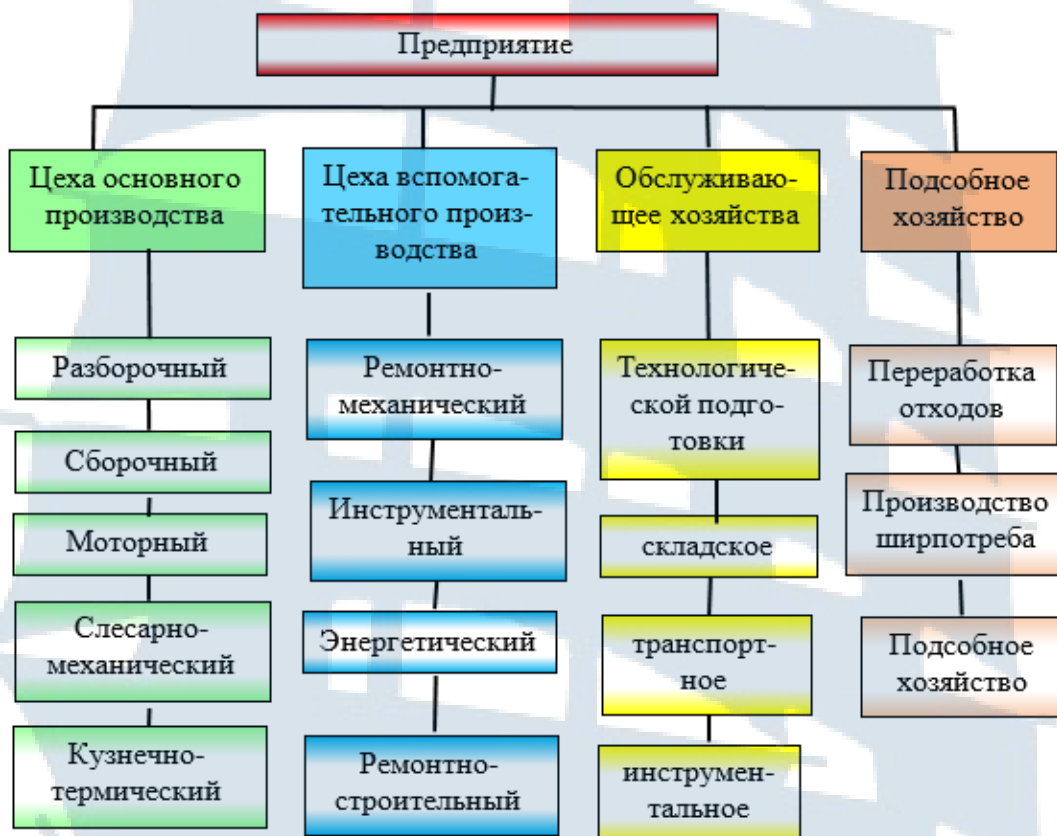 Предприятие
Цеха основного
производства
Цеха вспомога-
тельного произ-
водства
Обслуживаю-
щее хозяйства
Подсобное
хозяйство
Разборочный
Сборочный
Моторный
Слесарно-
механический
Кузнечно-
термический
Ремонтно-
механический
Инструменталь-
ный
Энергетический
Ремонтно-
строительный
Технологиче-
ской подго-
товки
складское
транспорт-
ное
инструмен-
тальное
Переработка
отходов
Производство
ширпотреба
Подсобное
хозяйство